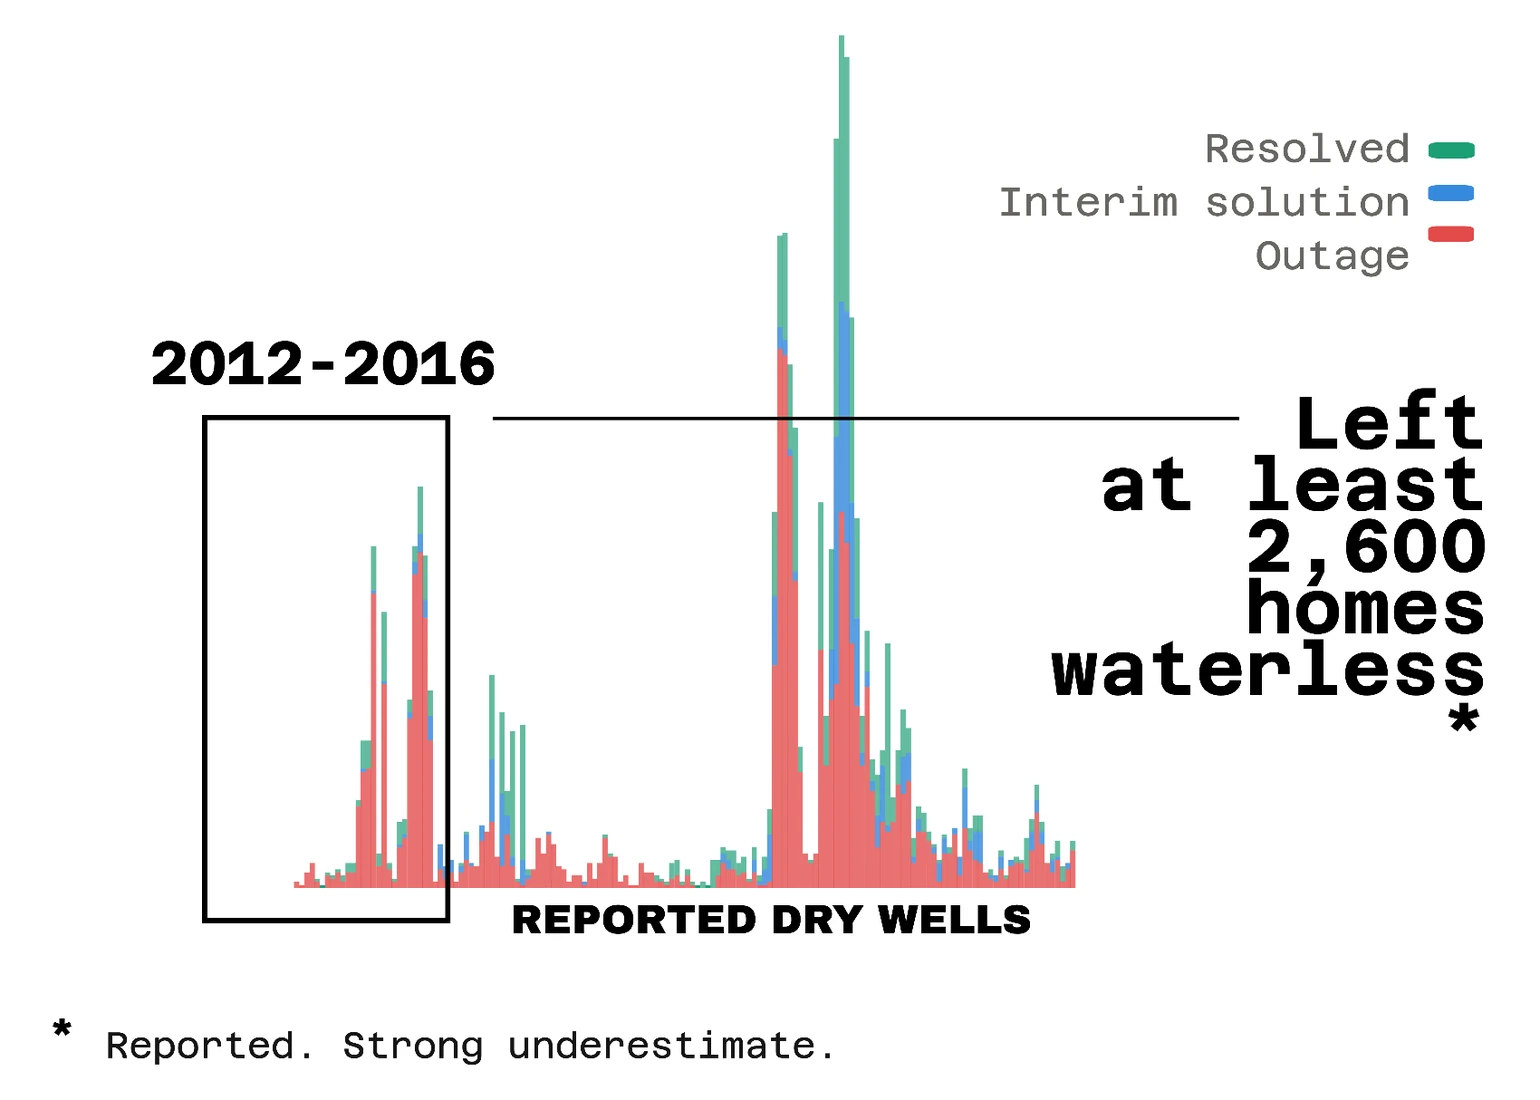 Resolved
Interim solution
Outage
2012-2016
Left
at least
2,600
homes
waterless
*
REPORTED DRY WELLS
* Reported. Strong underestimate.